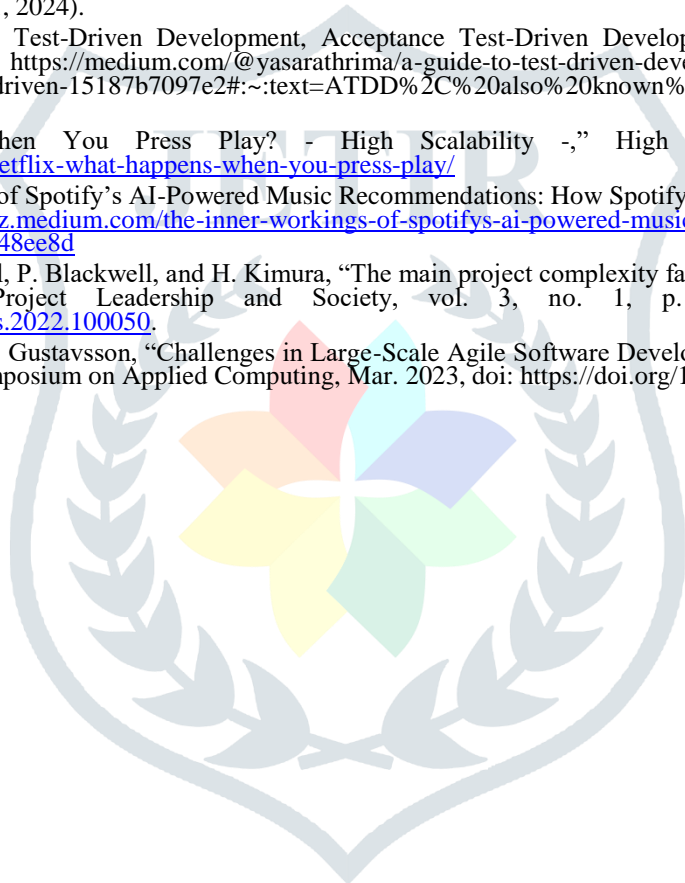 , 2024).
Test-Driven Development, Acceptance Test-Driven Develop
https://medium.com/@yasarathrima/a-guide-to-test-driven-deve
driven-15187b7097e2#:~:text=ATDD%2C%20also%20known%
hen You Press Play? - High Scalability -,” High
etflix-what-happens-when-you-press-play/
of Spotify’s AI-Powered Music Recommendations: How Spotify
z.medium.com/the-inner-workings-of-spotifys-ai-powered-music
48ee8d
l, P. Blackwell, and H. Kimura, “The main project complexity fa
Project Leadership and Society, vol. 3, no. 1, p.
s.2022.100050.
Gustavsson, “Challenges in Large-Scale Agile Software Develo
mposium on Applied Computing, Mar. 2023, doi: https://doi.org/1
JETIR